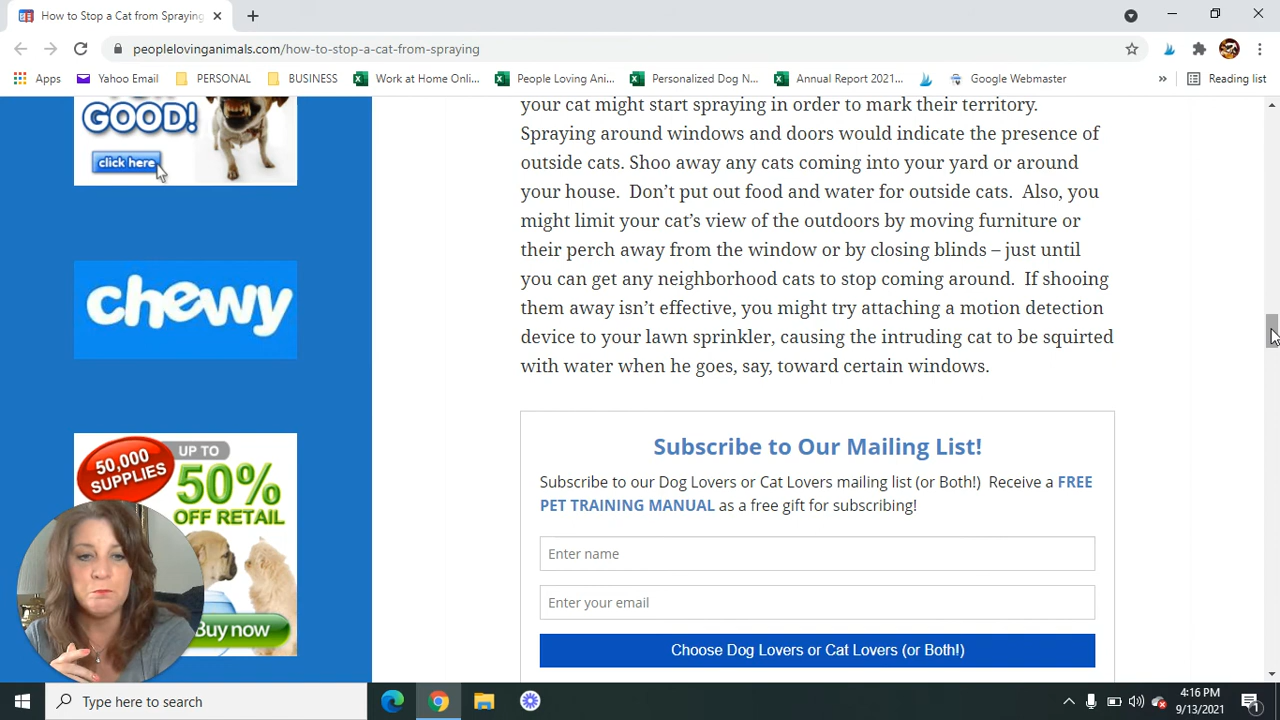 How to Stop a Cat from Spraying
peoplelovinganimals.com/how-to-stop-a-cat-from-spraying
Apps Yahoo Email PERSONAL BUSINESS Work at Home Onli... People Loving Ani... Personalized Dog N... Annual Report 2021... Google Webmaster » Reading list
GOOD!
click here
chewy
50,000
SUPPLIES
UP TO
50%
OFF RETAIL
Buy now
your cat might start spraying in order to mark their territory.
Spraying around windows and doors would indicate the presence of
outside cats. Shoo away any cats coming into your yard or around
your house. Don’t put out food and water for outside cats. Also, you
might limit your cat’s view of the outdoors by moving furniture or
their perch away from the window or by closing blinds – just until
you can get any neighborhood cats to stop coming around. If shooing
them away isn’t effective, you might try attaching a motion detection
device to your lawn sprinkler, causing the intruding cat to be squirted
with water when he goes, say, toward certain windows.
Subscribe to Our Mailing List!
Subscribe to our Dog Lovers or Cat Lovers mailing list (or Both!) Receive a FREE
PET TRAINING MANUAL as a free gift for subscribing!
Enter name
Enter your email
Choose Dog Lovers or Cat Lovers (or Both!)
Type here to search
4:16 PM
9/13/2021
1